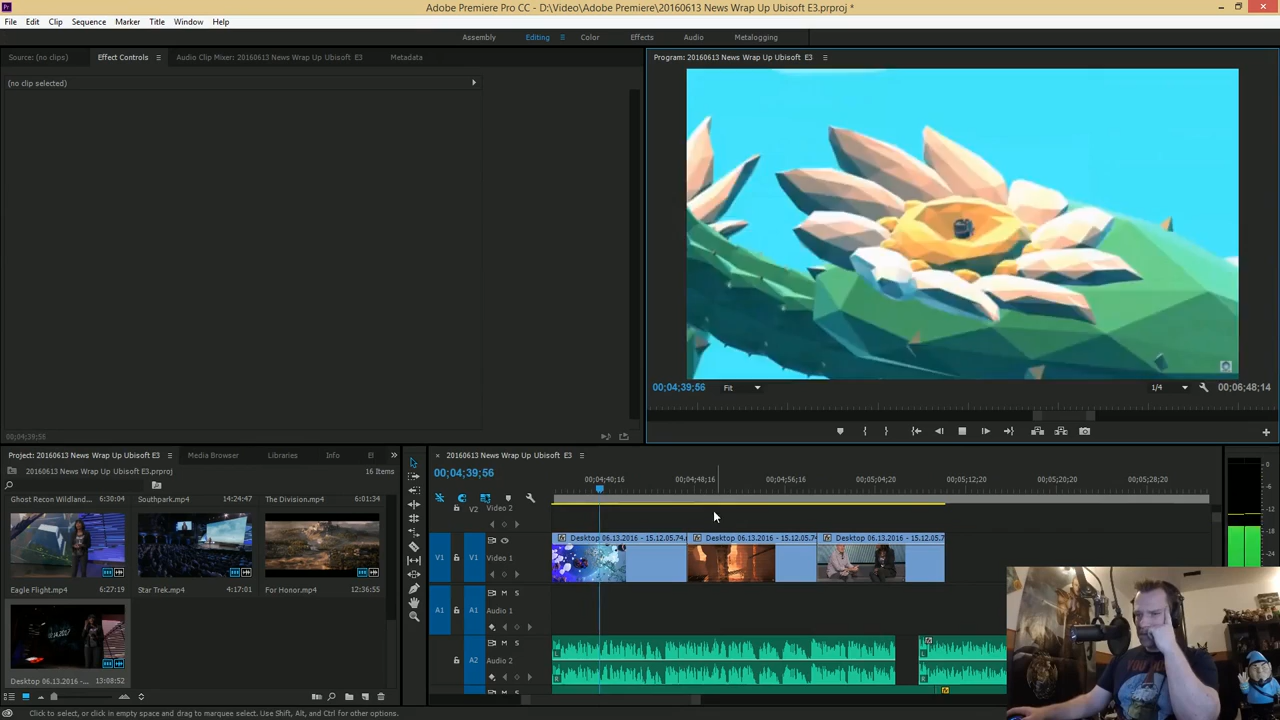 Adobe Premiere Pro CC - D:\Video\Adobe Premiere\20160613 News Wrap Up Ubisoft E3.prproj *
File Edit Clip Sequence Marker Title Window Help
Assembly Editing Color Effects Audio Metalogging
Source: (no clips) Effect Controls Audio Clip Mixer: 20160613 News Wrap Up Ubisoft E3 Metadata
Program: 20160613 News Wrap Up Ubisoft E3
(no clip selected)
00;04;39;56 Fit 1/4 00;06;48;14
00;04;39;56
Project: 20160613 News Wrap Up Ubisoft E3 Media Browser Libraries Info
20160613 News Wrap Up Ubisoft E3.prproj 16 Items
Ghost Recon Wildland... 6:30:04 Southpark.mp4 14:24:47 The Division.mp4 6:01:34
Eagle Flight.mp4 6:27:19 Star Trek.mp4 4:17:01 For Honor.mp4 12:36:55
Desktop 06.13.2016 -... 13:08:52
20160613 News Wrap Up Ubisoft E3
00;04;39;56
00;04;40;16 00;04;48;16 00;04;56;16 00;05;04;20 00;05;12;20 00;05;20;20 00;05;28;20
V2 Video 2
Desktop 06.13.2016 - 15.12.05.74. Desktop 06.13.2016 - 15.12.05.74. Desktop 06.13.2016 - 15.12.05.7
V1 V1 Video 1
M S
A1 A1 Audio 1
M S
A2 Audio 2
M S
L
R
Click to select, or click in empty space and drag to marquee select. Use Shift, Alt, and Ctrl for other options.